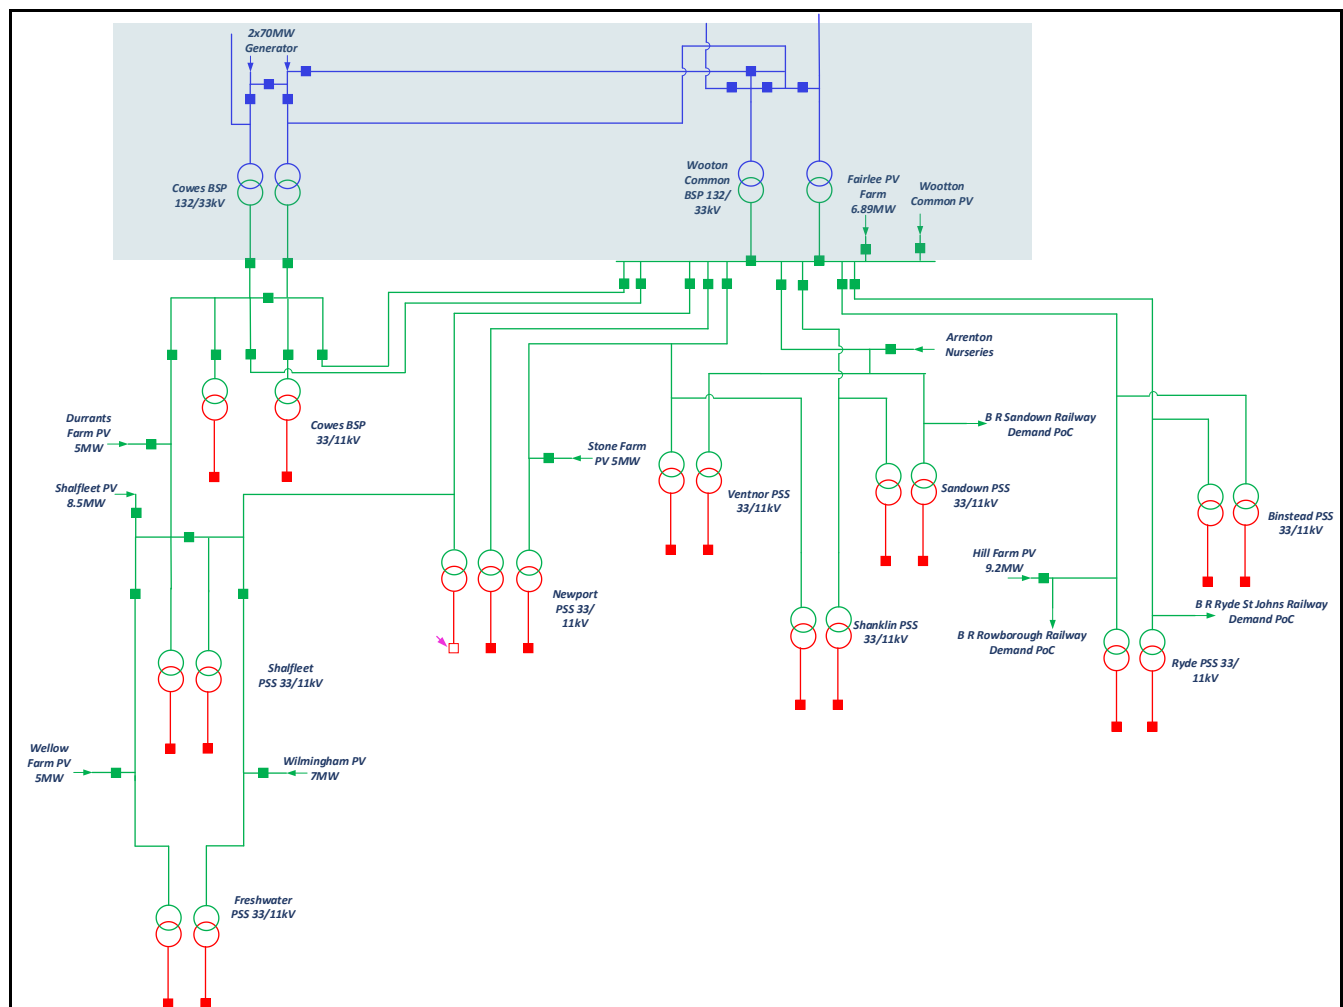 2x70MW
Generator
Cowes BSP
132/33kV
Wooton
Common
BSP 132/
33kV
Fairlee PV
Farm
6.89MW
Wootton
Common PV
Arrenton
Nurseries
Durrants
Farm PV
5MW
Cowes BSP
33/11kV
B R Sandown Railway
Demand PoC
Stone Farm
PV 5MW
Shalfleet PV
8.5MW
Ventnor PSS
33/11kV
Sandown PSS
33/11kV
Binstead PSS
33/11kV
Hill Farm PV
9.2MW
Newport
PSS 33/
11kV
Shanklin PSS
33/11kV
B R Rowborough Railway
Demand PoC
B R Ryde St Johns Railway
Demand PoC
Shalfleet
PSS 33/11kV
Ryde PSS 33/
11kV
Wellow
Farm PV
5MW
Wilmingham PV
7MW
Freshwater
PSS 33/11kV